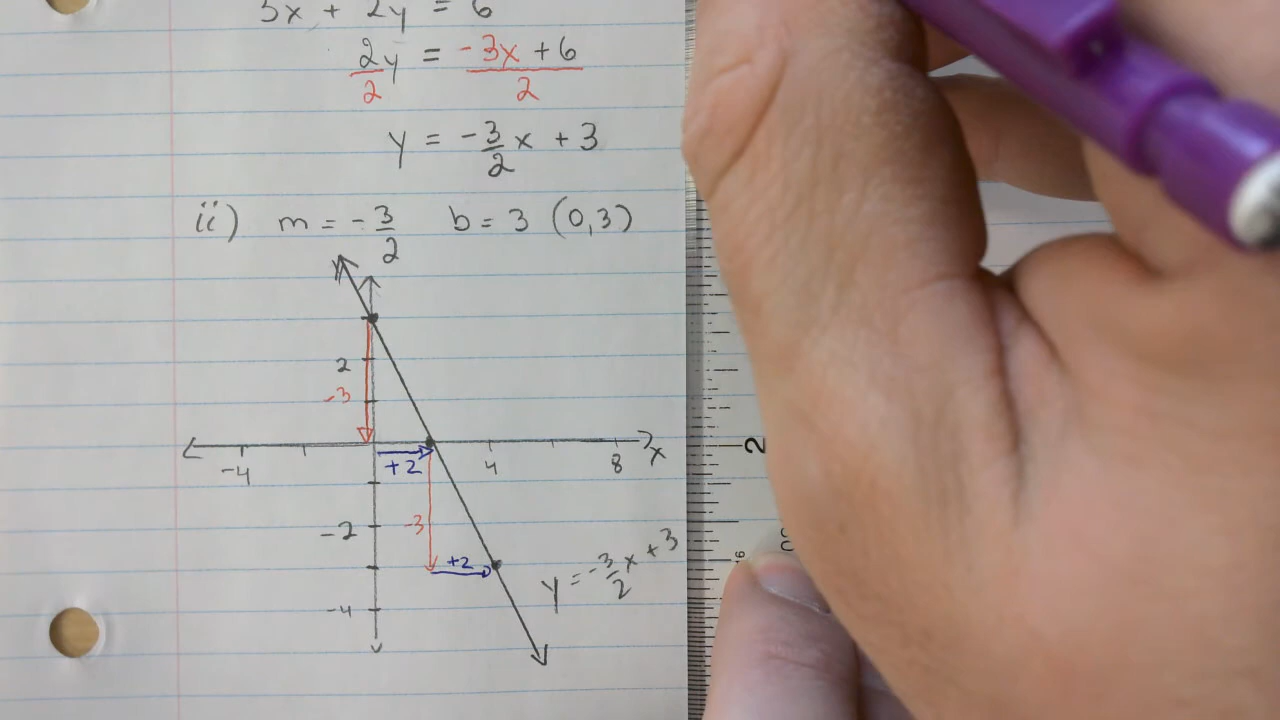 3x + 2y = 6
2y/2 = -3x + 6/2
y = -3/2 x + 3
ii) m = -3/2 b = 3 (0,3)
2
-3
-4 +2 4 8 x
-2 -3
+2
y = -3/2 x + 3
-4
2